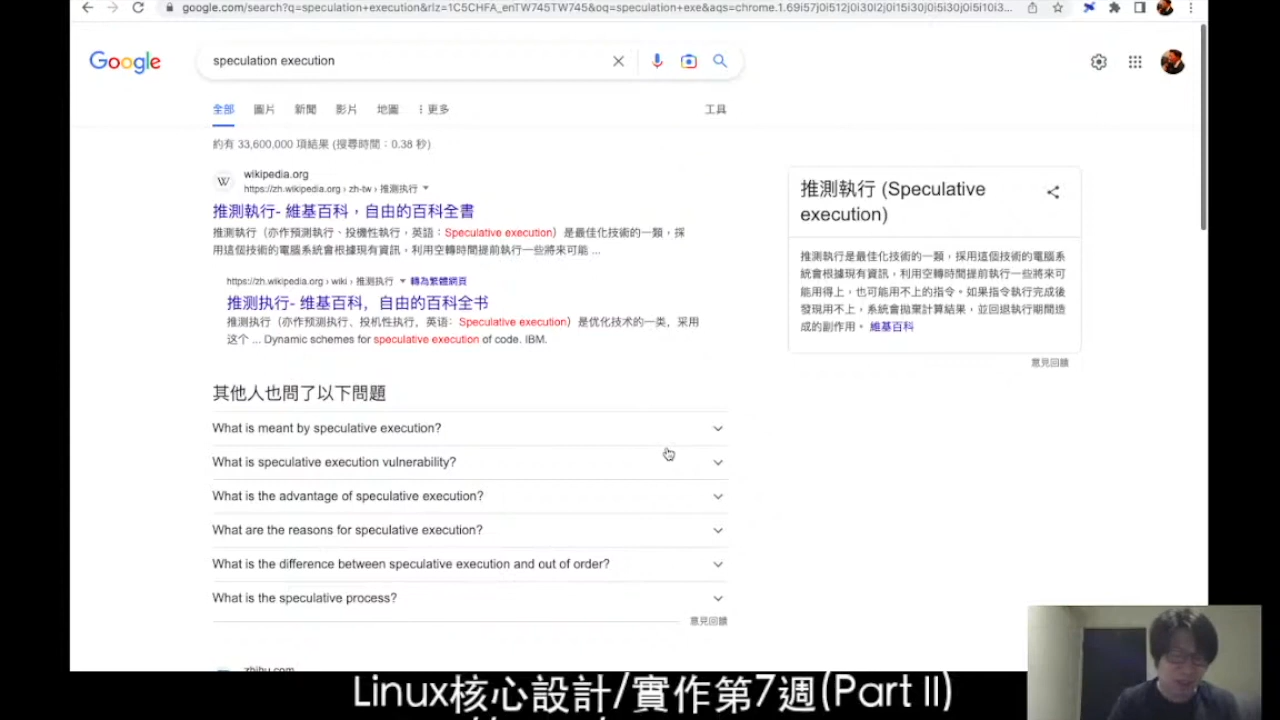 google.com/search?q=speculation+execution&rlz=1C5CHFA_enTW745TW745&oq=speculation+exe&aqs=chrome.1.69i57j0i512j0i30l2j0i15i30j0i5i30j0i5i10i3...
Google
speculation execution
全部 圖片 新聞 影片 地圖 更多 工具
約有 33,600,000 項結果 (搜尋時間：0.38 秒)
W
wikipedia.org
https://zh.wikipedia.org › zh-tw › 推測執行
推測執行- 維基百科，自由的百科全書
推測執行（亦作預測執行、投機性執行，英語：Speculative execution）是最佳化技術的一類，採
用這個技術的電腦系統會根據現有資訊，利用空轉時間提前執行一些將來可能 ...
https://zh.wikipedia.org › wiki › 推测执行 轉為繁體網頁
推测执行- 维基百科，自由的百科全书
推测执行（亦作预测执行、投机性执行，英语：Speculative execution）是优化技术的一类，采用
这个 ... Dynamic schemes for speculative execution of code. IBM.
其他人也問了以下問題
What is meant by speculative execution?
What is speculative execution vulnerability?
What is the advantage of speculative execution?
What are the reasons for speculative execution?
What is the difference between speculative execution and out of order?
What is the speculative process?
意見回饋
zhihu.com
推測執行 (Speculative
execution)
推測執行是最佳化技術的一類，採用這個技術的電腦系
統會根據現有資訊，利用空轉時間提前執行一些將來可
能用得上，也可能用不上的指令。如果指令執行完成後
發現用不上，系統會拋棄計算結果，並回退執行期間造
成的副作用。 維基百科
意見回饋
Linux核心設計/實作第7週(Part II)